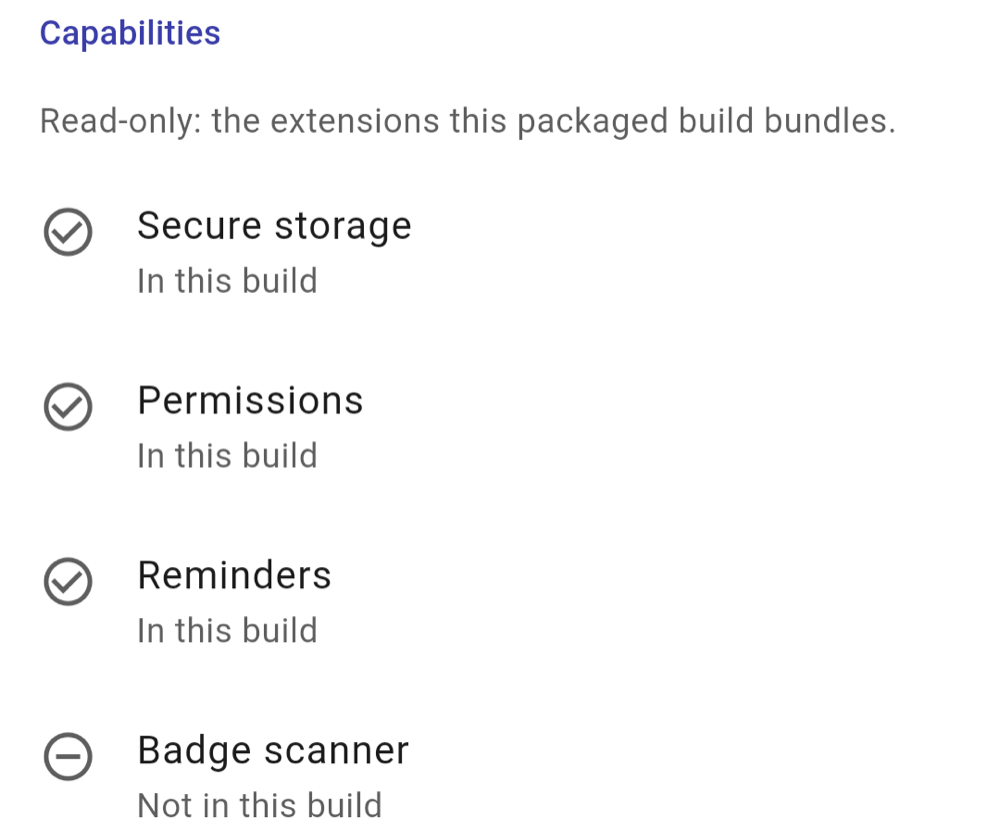 Capabilities
Read-only: the extensions this packaged build bundles.
Secure storage
In this build
Permissions
In this build
Reminders
In this build
Badge scanner
Not in this build